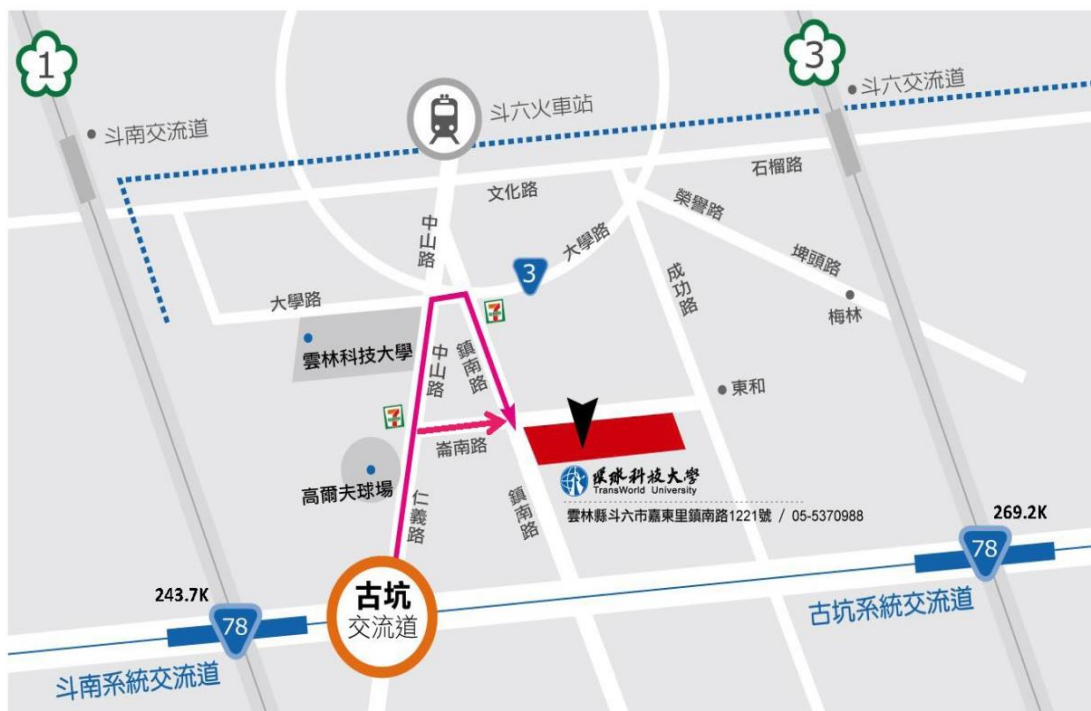 1
3
斗南交流道
斗六火車站
斗六交流道
文化路
石榴路
中山路
大學路
榮譽路
3
埤頭路
成功路
大學路
梅林
7
雲林科技大學
中山路
鎮南路
東和
7
崙南路
高爾夫球場
環球科技大學
TransWorld University
仁義路
鎮南路
雲林縣斗六市嘉東里鎮南路1221號 / 05-5370988
269.2K
78
古坑
交流道
古坑系統交流道
243.7K
78
斗南系統交流道